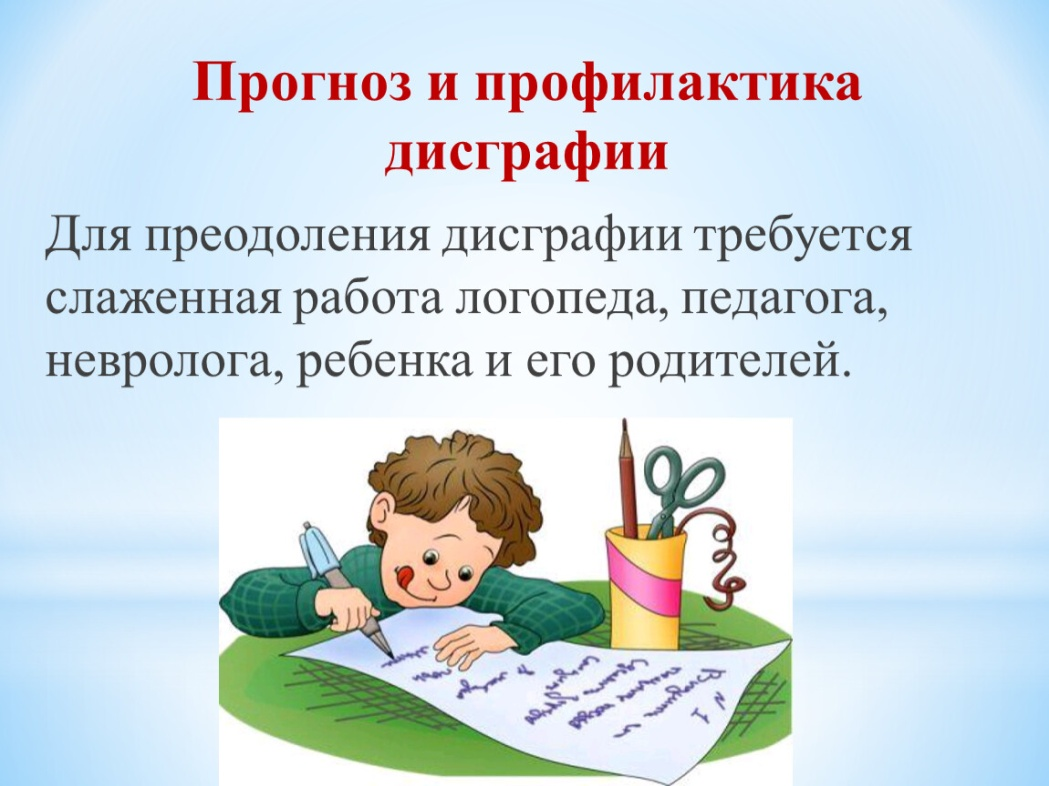 Прогноз и профилактика
дисграфии
Для преодоления дисграфии требуется
слаженная работа логопеда, педагога,
невролога, ребенка и его родителей.